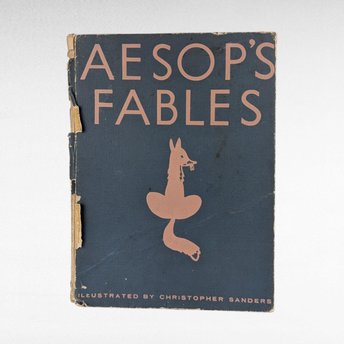 AESOP'S
FABLES
ILLUSTRATED BY CHRISTOPHER SANDERS